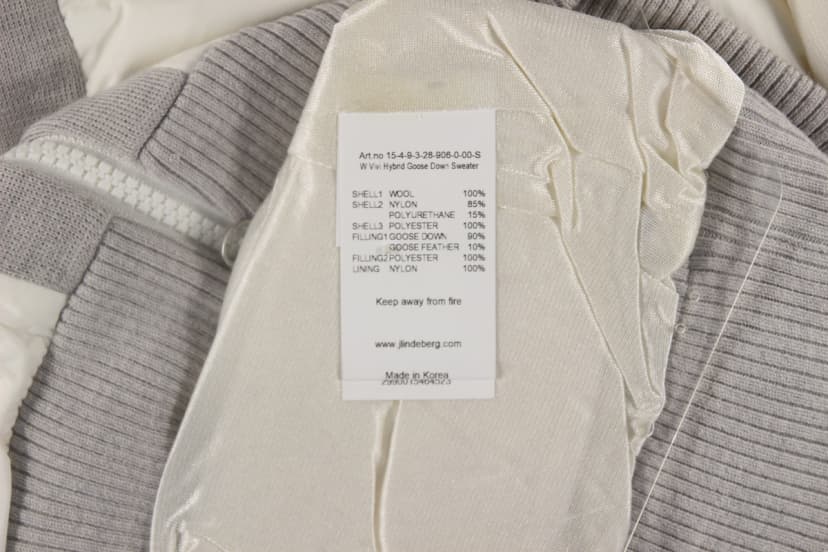 Art.no 15-4-9-3-28-906-0-00-S
W Vivi Hybrid Goose Down Sweater
SHELL1 WOOL 100%
SHELL2 NYLON 85%
POLYURETHANE 15%
SHELL3 POLYESTER 100%
FILLING1 GOOSE DOWN 90%
GOOSE FEATHER 10%
FILLING2 POLYESTER 100%
LINING NYLON 100%
Keep away from fire
www.jlindeberg.com
Made in Korea